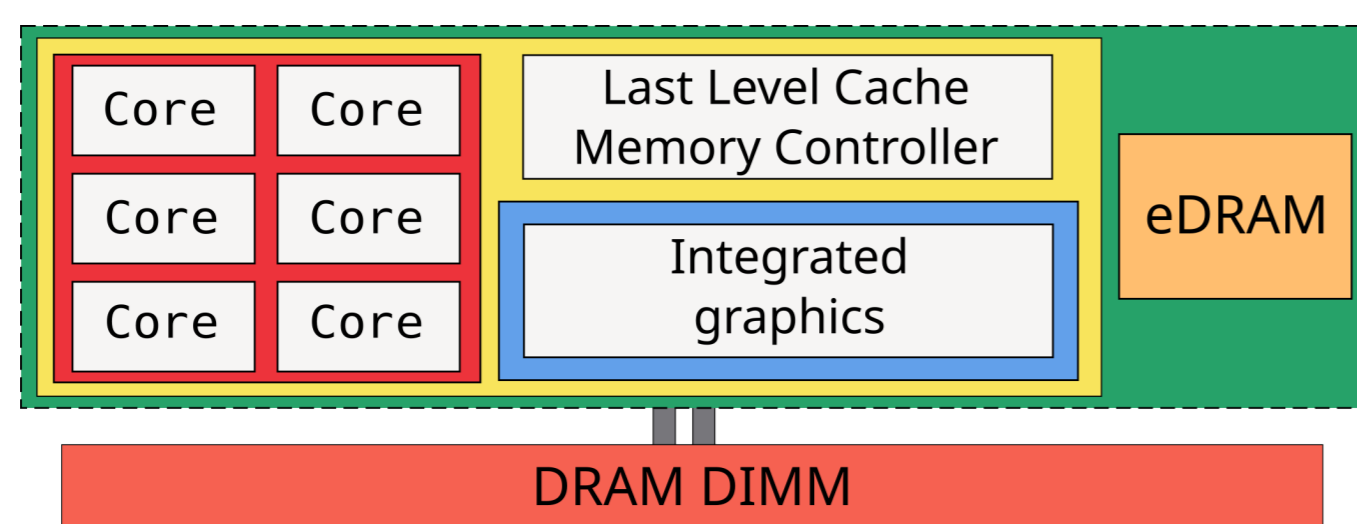 Core Core
Core Core
Core Core
Last Level Cache
Memory Controller
Integrated
graphics
eDRAM
DRAM DIMM